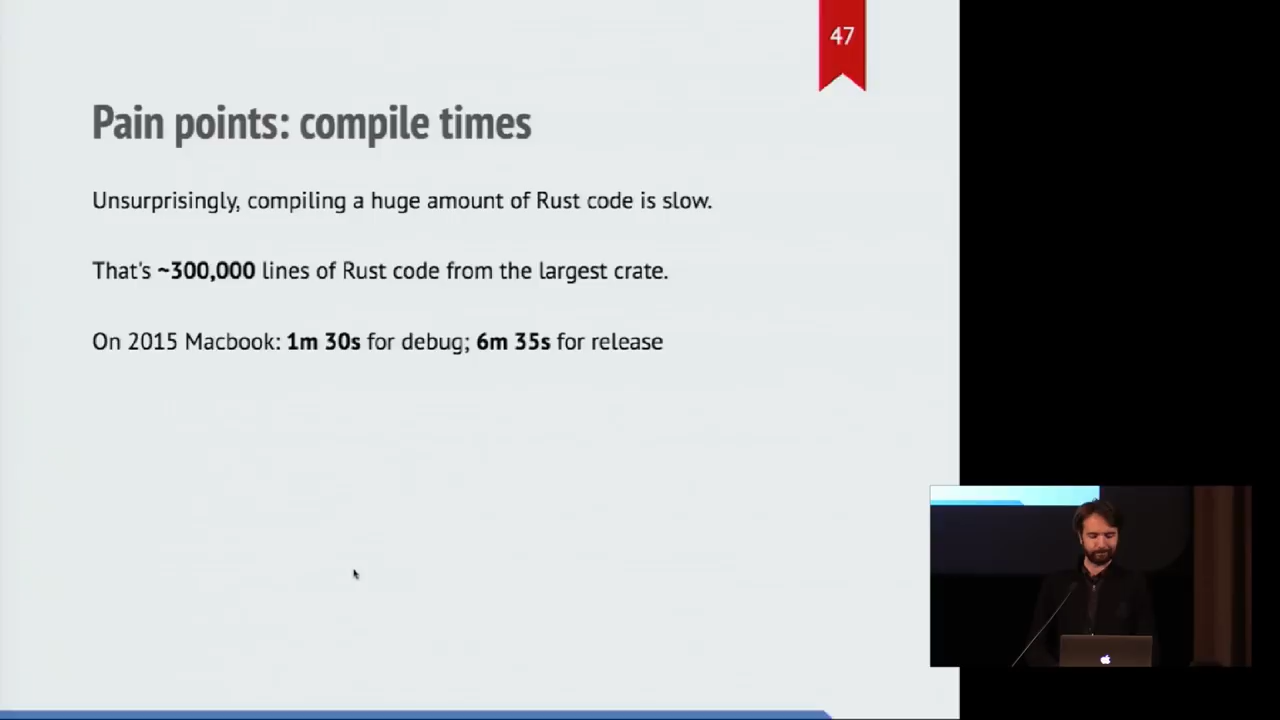 47
Pain points: compile times
Unsurprisingly, compiling a huge amount of Rust code is slow.
That's ~300,000 lines of Rust code from the largest crate.
On 2015 Macbook: 1m 30s for debug; 6m 35s for release